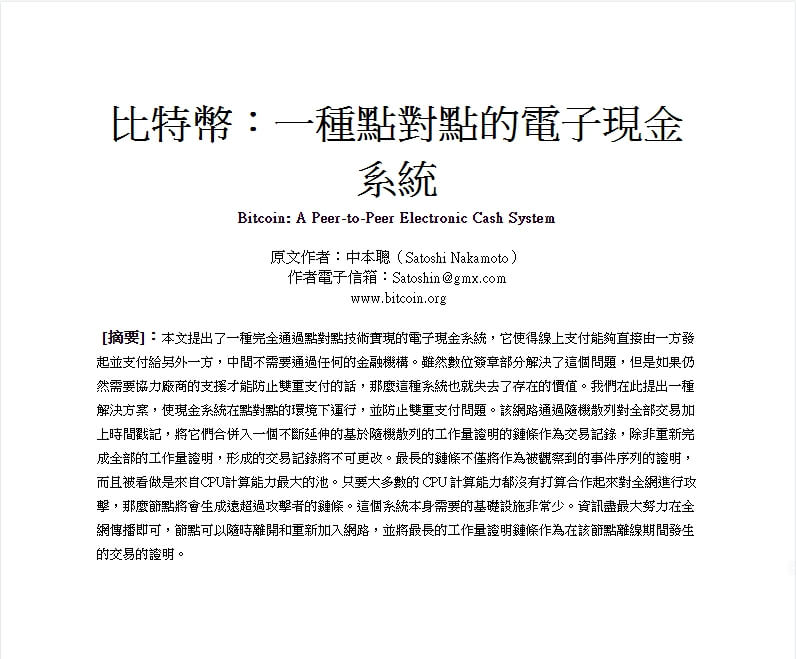 比特幣：一種點對點的電子現金
系統
Bitcoin: A Peer-to-Peer Electronic Cash System
原文作者：中本聰（Satoshi Nakamoto）
作者電子信箱：Satoshin@gmx.com
www.bitcoin.org
[摘要]：本文提出了一種完全通過點對點技術實現的電子現金系統，它使得線上支付能夠直接由一方發
起並支付給另外一方，中間不需要通過任何的金融機構。雖然數位簽章部分解決了這個問題，但是如果仍
然需要協力廠商的支援才能防止雙重支付的話，那麼這種系統也就失去了存在的價值。我們在此提出一種
解決方案，使現金系統在點對點的環境下運行，並防止雙重支付問題。該網路通過隨機散列對全部交易加
上時間戳記，將它們合併入一個不斷延伸的基於隨機散列的工作量證明的鏈條作為交易記錄，除非重新完
成全部的工作量證明，形成的交易記錄將不可更改。最長的鏈條不僅將作為被觀察到的事件序列的證明，
而且被看做是來自CPU計算能力最大的池。只要大多數的 CPU 計算能力都沒有打算合作起來對全網進行攻
擊，那麼節點將會生成遠超過攻擊者的鏈條。這個系統本身需要的基礎設施非常少。資訊盡最大努力在全
網傳播即可，節點可以隨時離開和重新加入網路，並將最長的工作量證明鏈條作為在該節點離線期間發生
的交易的證明。